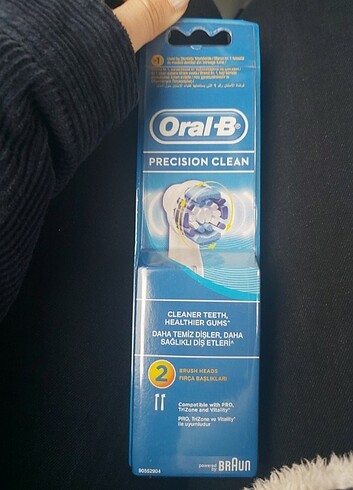 Oral-B
PRECISION CLEAN
CLEANER TEETH,
HEALTHIER GUMS^
DAHA TEMİZ DİŞLER, DAHA
SAĞLIKLI DİŞ ETLERİ^
2 BRUSH HEADS
FIRÇA BAŞLIKLARI
Compatible with PRO,
TriZone and Vitality*
PRO, TriZone ve Vitality*
ile uyumludur
powered by BRAUN